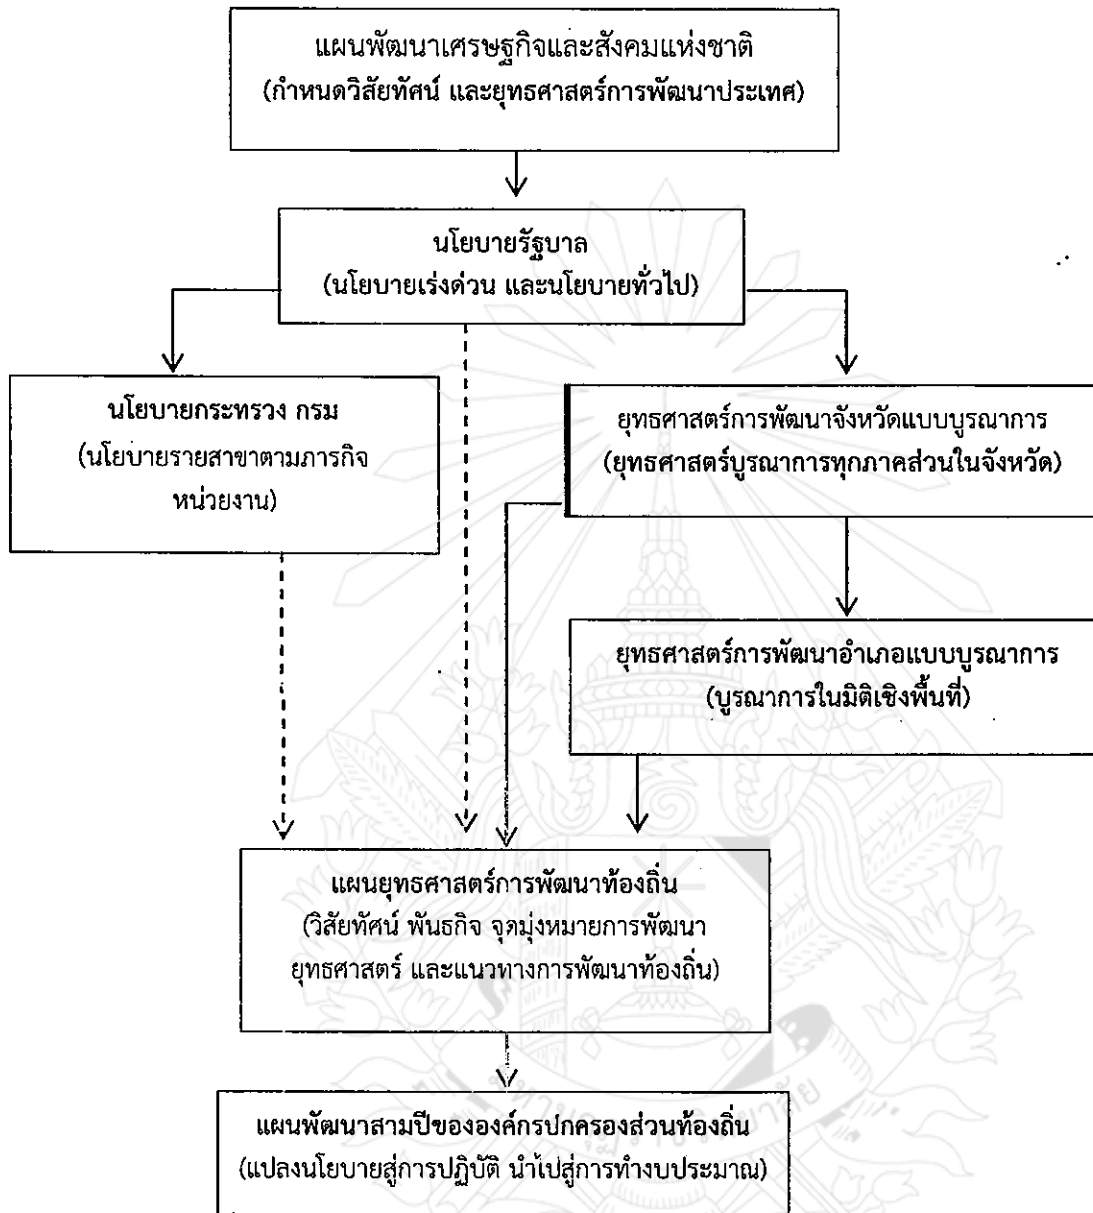 แผนพัฒนาเศรษฐกิจและสังคมแห่งชาติ
(กำหนดวิสัยทัศน์ และยุทธศาสตร์การพัฒนาประเทศ)
นโยบายรัฐบาล
(นโยบายเร่งด่วน และนโยบายทั่วไป)
นโยบายกระทรวง กรม
(นโยบายรายสาขาตามภารกิจ
หน่วยงาน)
ยุทธศาสตร์การพัฒนาจังหวัดแบบบูรณาการ
(ยุทธศาสตร์บูรณาการทุกภาคส่วนในจังหวัด)
ยุทธศาสตร์การพัฒนาอำเภอแบบบูรณาการ
(บูรณาการในมิติเชิงพื้นที่)
แผนยุทธศาสตร์การพัฒนาท้องถิ่น
(วิสัยทัศน์ พันธกิจ จุดมุ่งหมายการพัฒนา
ยุทธศาสตร์ และแนวทางการพัฒนาท้องถิ่น)
แผนพัฒนาสามปีขององค์กรปกครองส่วนท้องถิ่น
(แปลงนโยบายสู่การปฏิบัติ นำไปสู่การทำงบประมาณ)